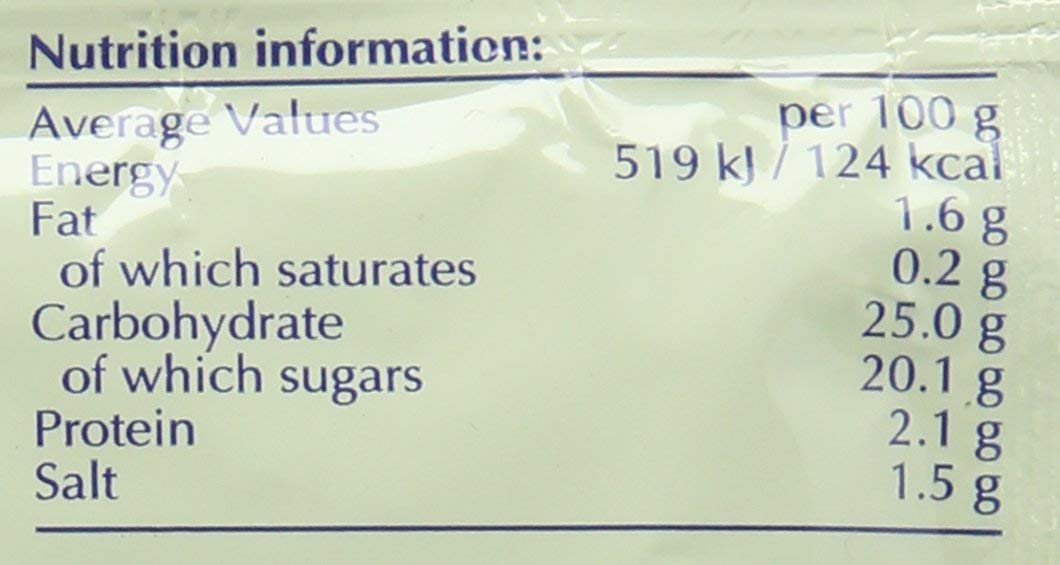 Nutrition information:
Average Values per 100 g
Energy 519 kJ / 124 kcal
Fat 1.6 g
of which saturates 0.2 g
Carbohydrate 25.0 g
of which sugars 20.1 g
Protein 2.1 g
Salt 1.5 g